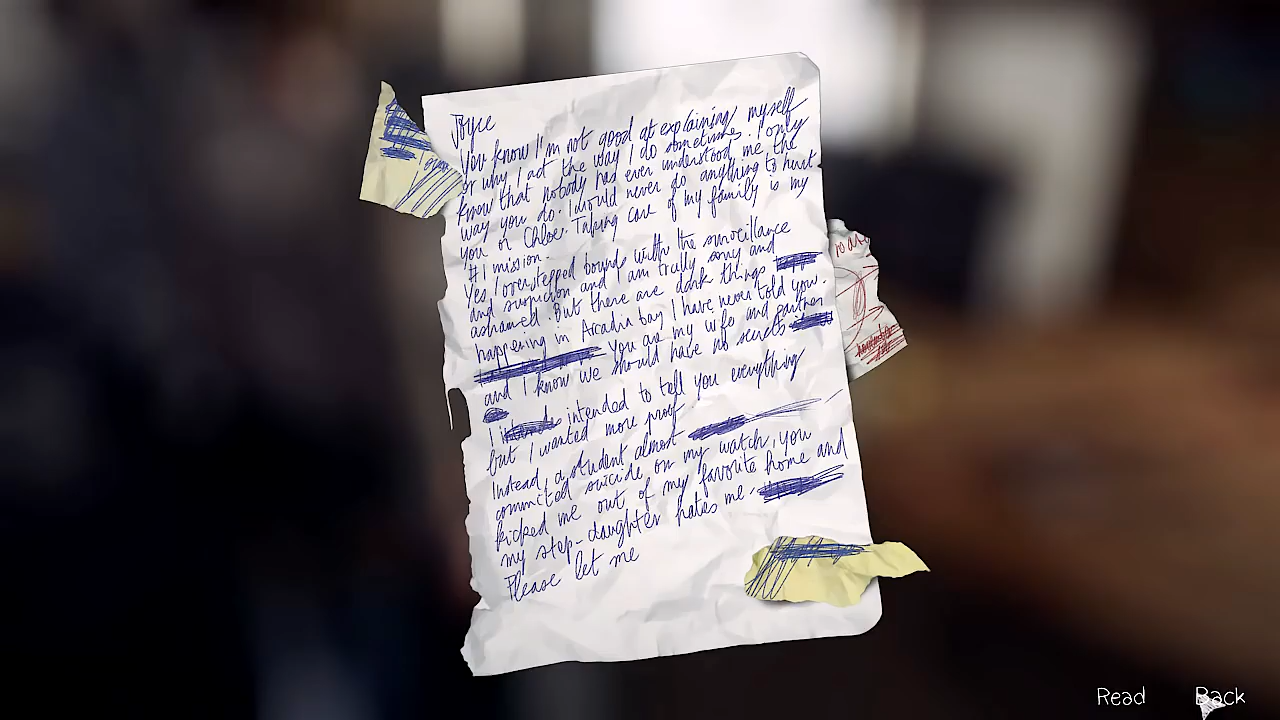 Joyce
You know I'm not good at explaining myself
or why I act the way I do sometimes. I only
know that nobody has ever understood me the
way you do. I would never do anything to hurt
you or Chloe. Taking care of my family is my
#1 mission.
Yes I overstepped bounds with the surveillance
and suspicion and I am trully sorry and
ashamed. But there are dark things
happening in Arcadia bay I have never told you.
You are my wife and partner
and I know we should have no secrets
I intended to tell you everything
but I wanted more proof
Instead, a student almost
committed suicide on my watch, you
kicked me out of my favorite home and
my step-daughter hates me.
Please let me
Read
Back